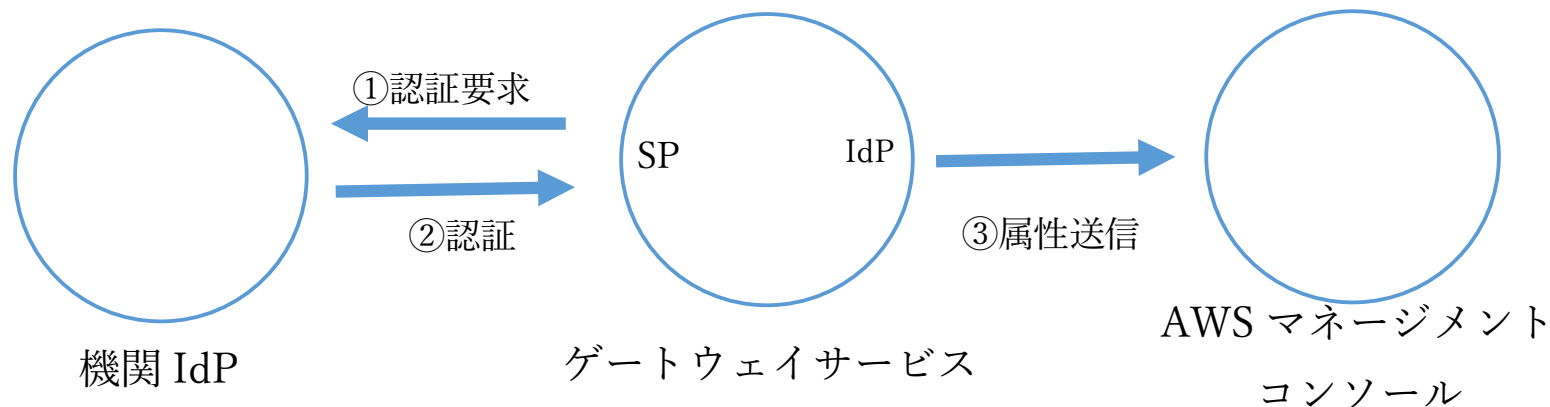 ①認証要求
SP
IdP
②認証
③属性送信
機関 IdP
ゲートウェイサービス
AWS マネージメント
コンソール